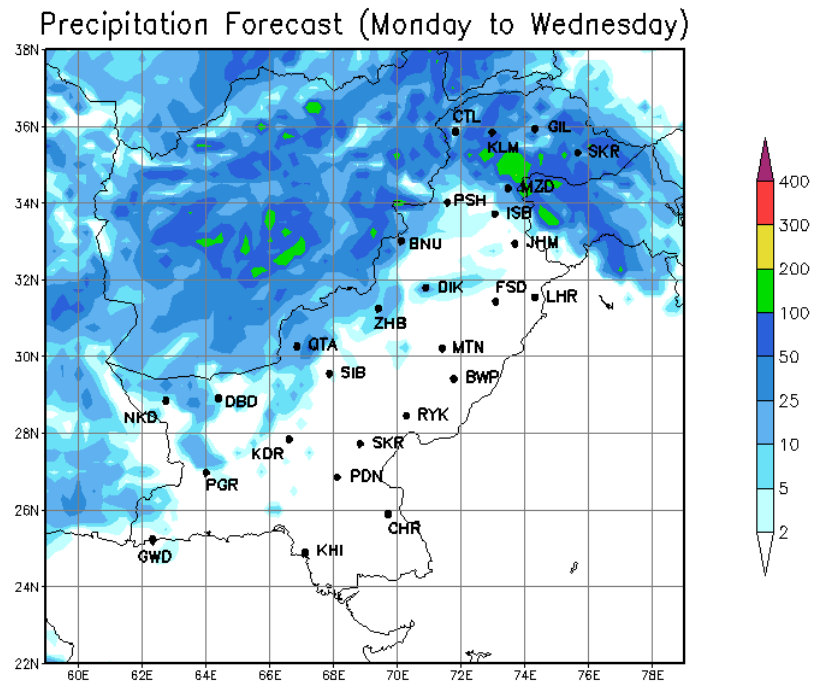 Precipitation Forecast (Monday to Wednesday)
38N
36N
34N
32N
30N
28N
26N
24N
22N
CTL
KLM
GIL
SKR
MZD
PSH
ISB
BNU
JHM
DIK
FSD
LHR
ZHB
QTA
MTN
SIB
BWP
DBD
NKD
RYK
KDR
SKR
PGR
PDN
CHR
GWD
KHI
60E 62E 64E 66E 68E 70E 72E 74E 76E 78E
400
300
200
100
50
25
10
5
2